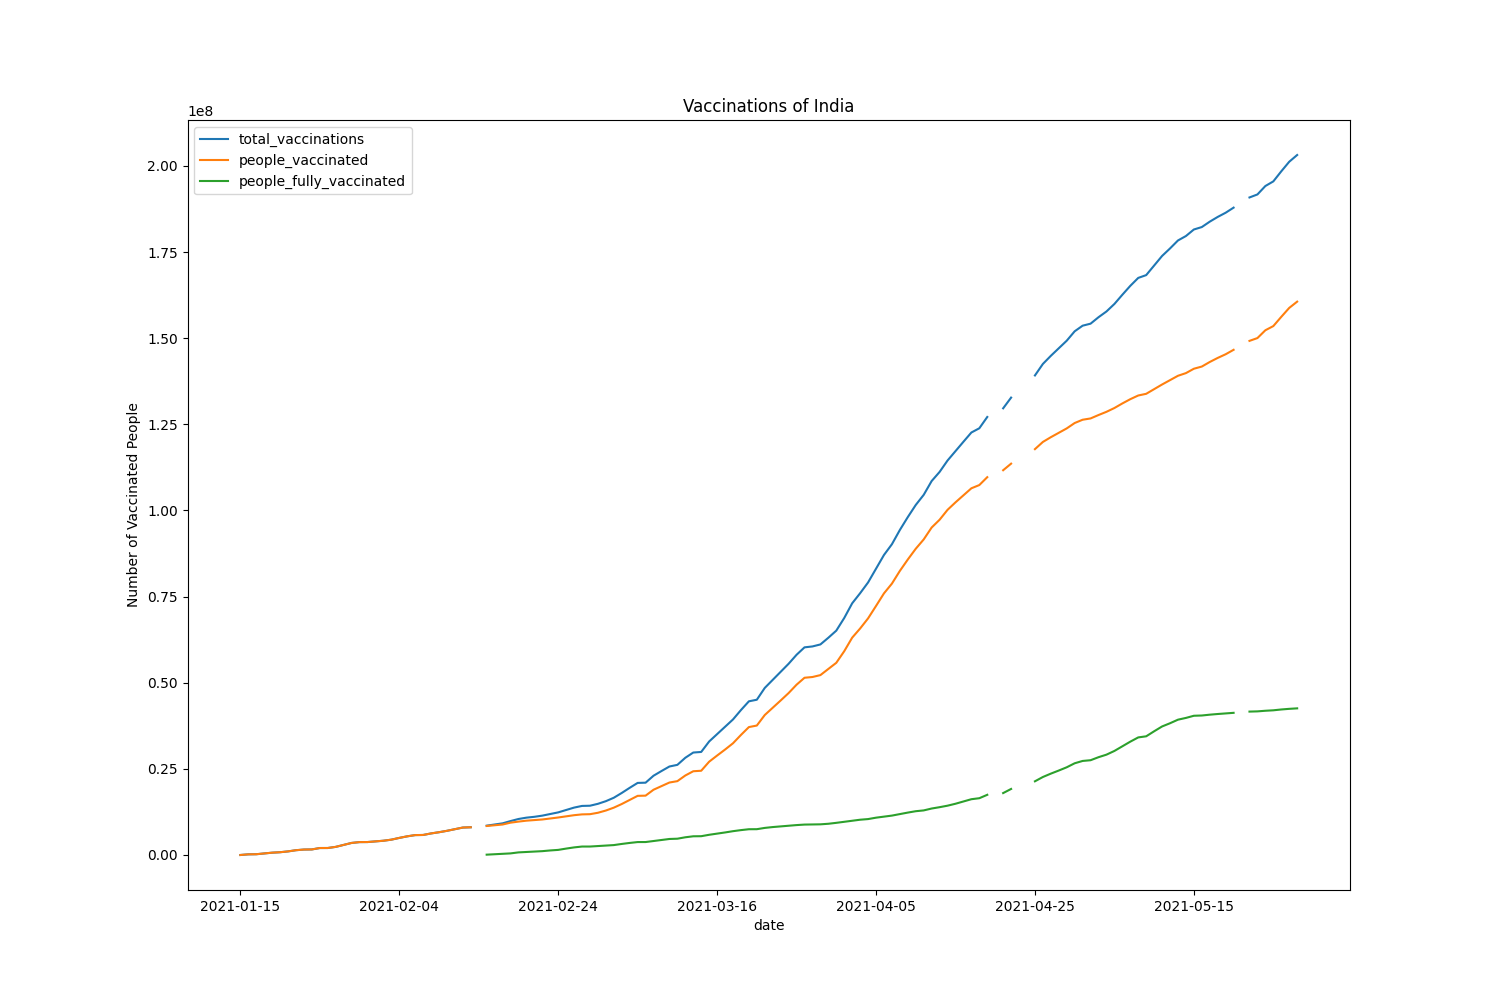 Vaccinations of India
1e8
total_vaccinations
people_vaccinated
people_fully_vaccinated
2.00
1.75
1.50
1.25
1.00
0.75
0.50
0.25
0.00
Number of Vaccinated People
2021-01-15 2021-02-04 2021-02-24 2021-03-16 2021-04-05 2021-04-25 2021-05-15
date